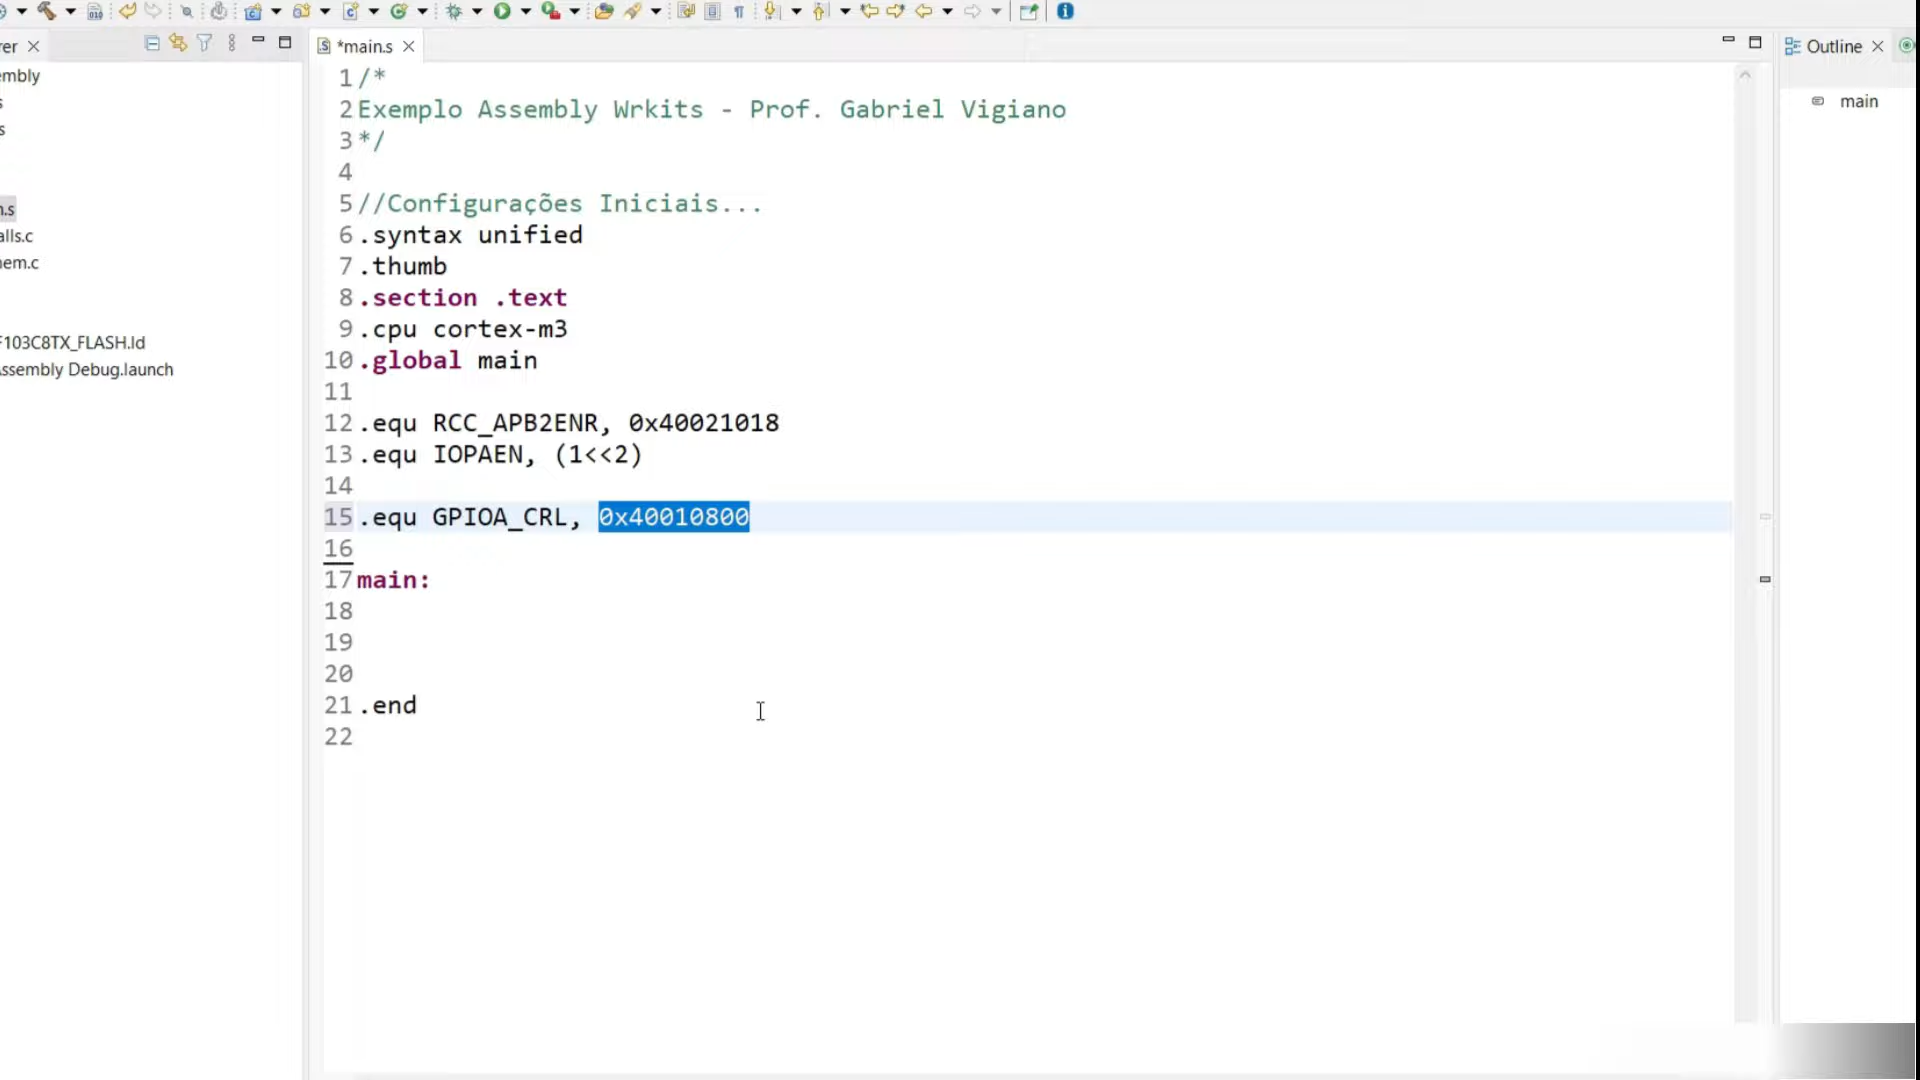 rer
*main.s
Outline
embly
s
s
n.s
alls.c
nem.c
F103C8TX_FLASH.ld
Assembly Debug.launch
1 /*
2 Exemplo Assembly Wrkits - Prof. Gabriel Vigiano
3 */
4
5 //Configurações Iniciais...
6 .syntax unified
7 .thumb
8 .section .text
9 .cpu cortex-m3
10 .global main
11
12 .equ RCC_APB2ENR, 0x40021018
13 .equ IOPAEN, (1<<2)
14
15 .equ GPIOA_CRL, 0x40010800
16
17 main:
18
19
20
21 .end
22
main